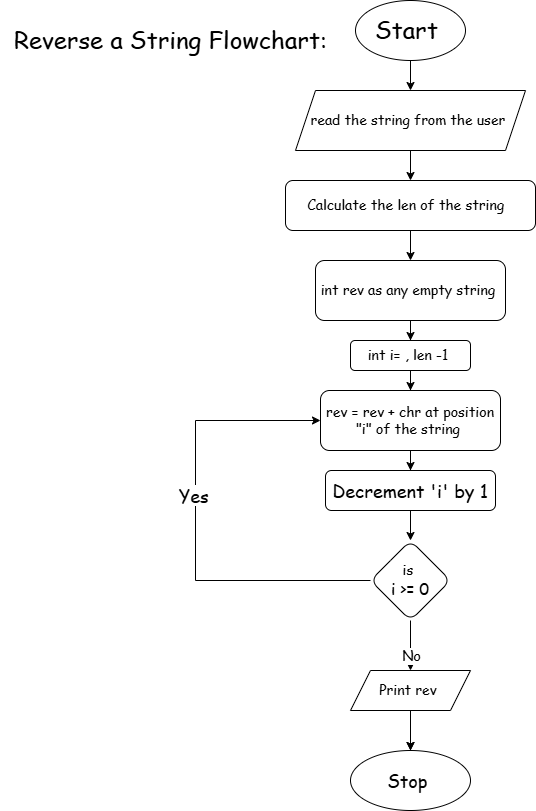 Reverse a String Flowchart:
Start
read the string from the user
Calculate the len of the string
int rev as any empty string
int i= , len -1
rev = rev + chr at position
"i" of the string
Decrement 'i' by 1
Yes
is
i >= 0
No
Print rev
Stop